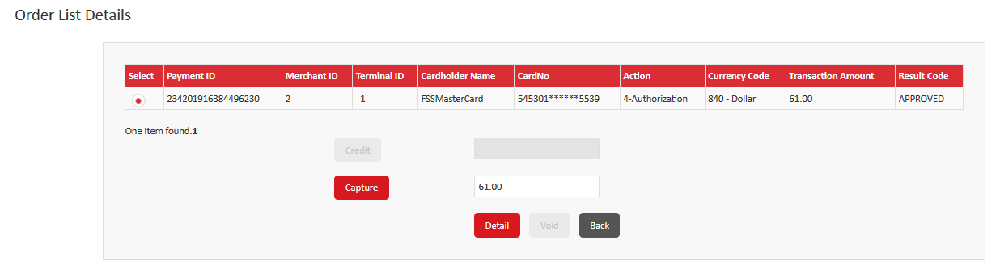 Order List Details
Select Payment ID Merchant ID Terminal ID Cardholder Name CardNo Action Currency Code Transaction Amount Result Code
234201916384496230 2 1 FSSMasterCard 545301******5539 4-Authorization 840 - Dollar 61.00 APPROVED
One item found.1
Credit
Capture 61.00
Detail Void Back